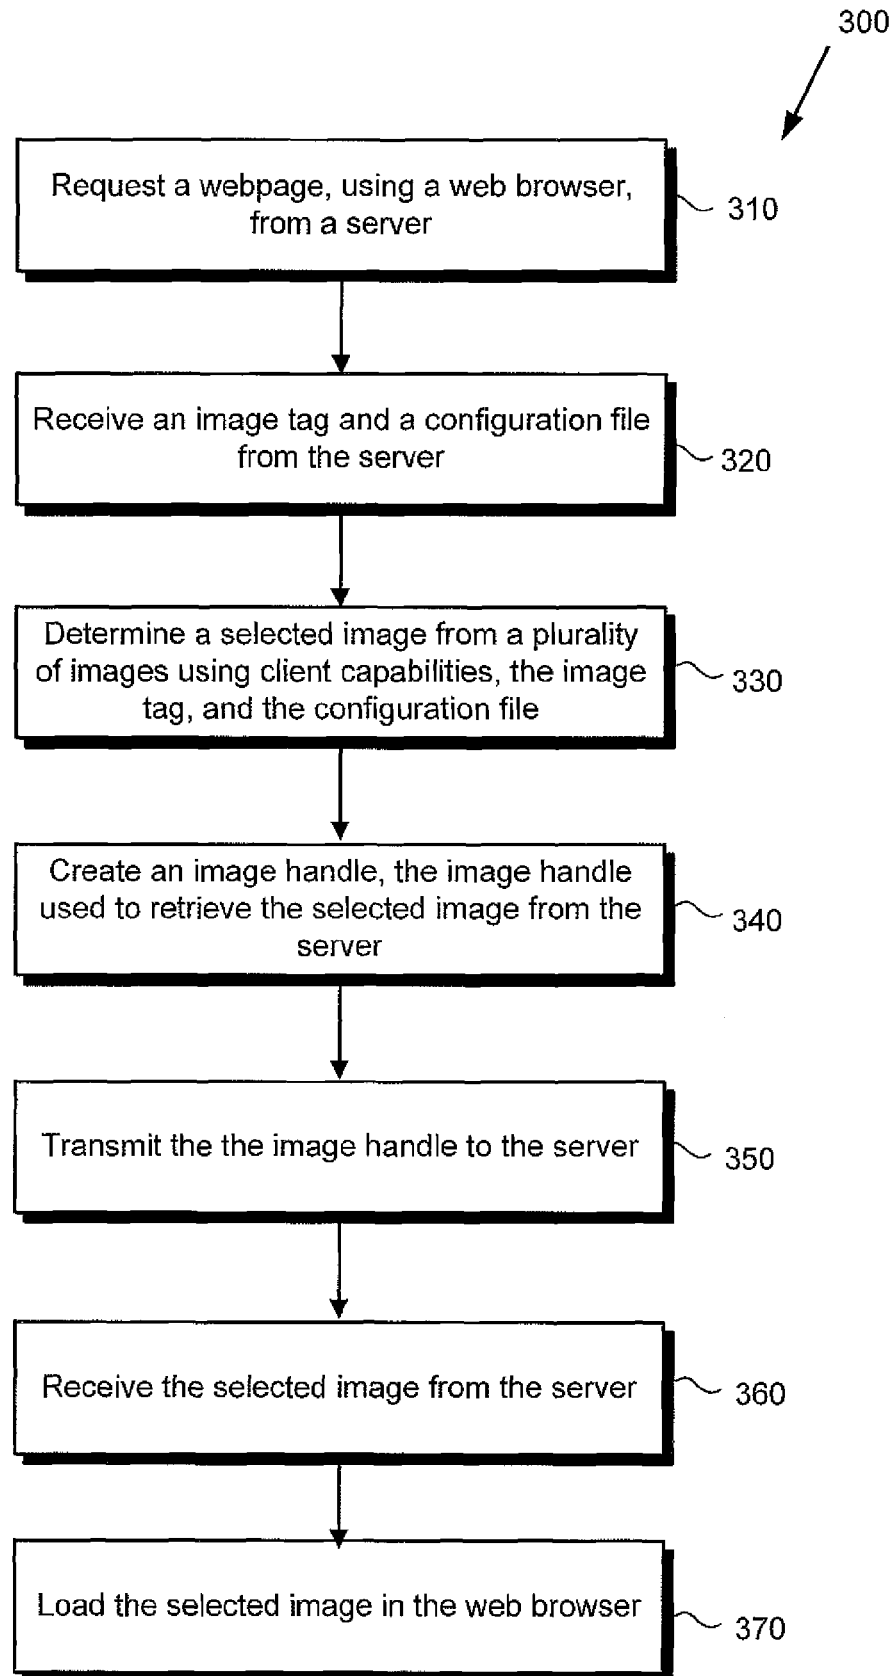 300
Request a webpage, using a web browser,
from a server
310
Receive an image tag and a configuration file
from the server
320
Determine a selected image from a plurality
of images using client capabilities, the image
tag, and the configuration file
330
Create an image handle, the image handle
used to retrieve the selected image from the
server
340
Transmit the the image handle to the server
350
Receive the selected image from the server
360
Load the selected image in the web browser
370